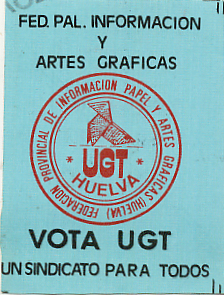 FED. PAL. INFORMACION
Y
ARTES GRAFICAS
FEDERACION PROVINCIAL DE INFORMACION PAPEL Y ARTES GRAFICAS (HUELVA)
* UGT *
HUELVA
VOTA UGT
UN SINDICATO PARA TODOS